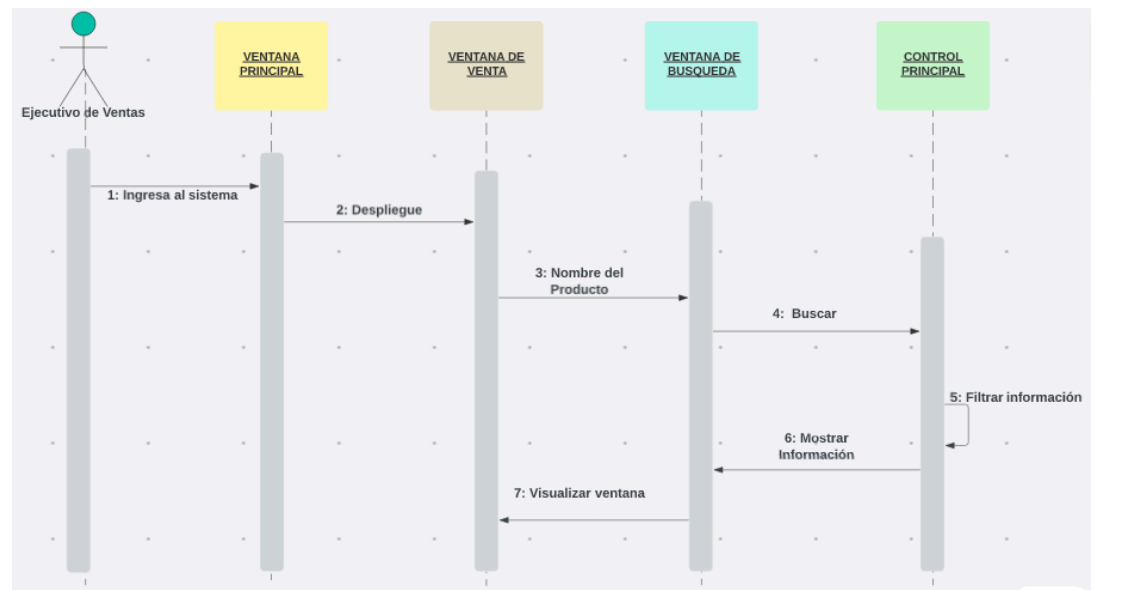 VENTANA
PRINCIPAL
VENTANA DE
VENTA
VENTANA DE
BUSQUEDA
CONTROL
PRINCIPAL
Ejecutivo de Ventas
1: Ingresa al sistema
2: Despliegue
3: Nombre del
Producto
4: Buscar
5: Filtrar información
6: Mostrar
Información
7: Visualizar ventana